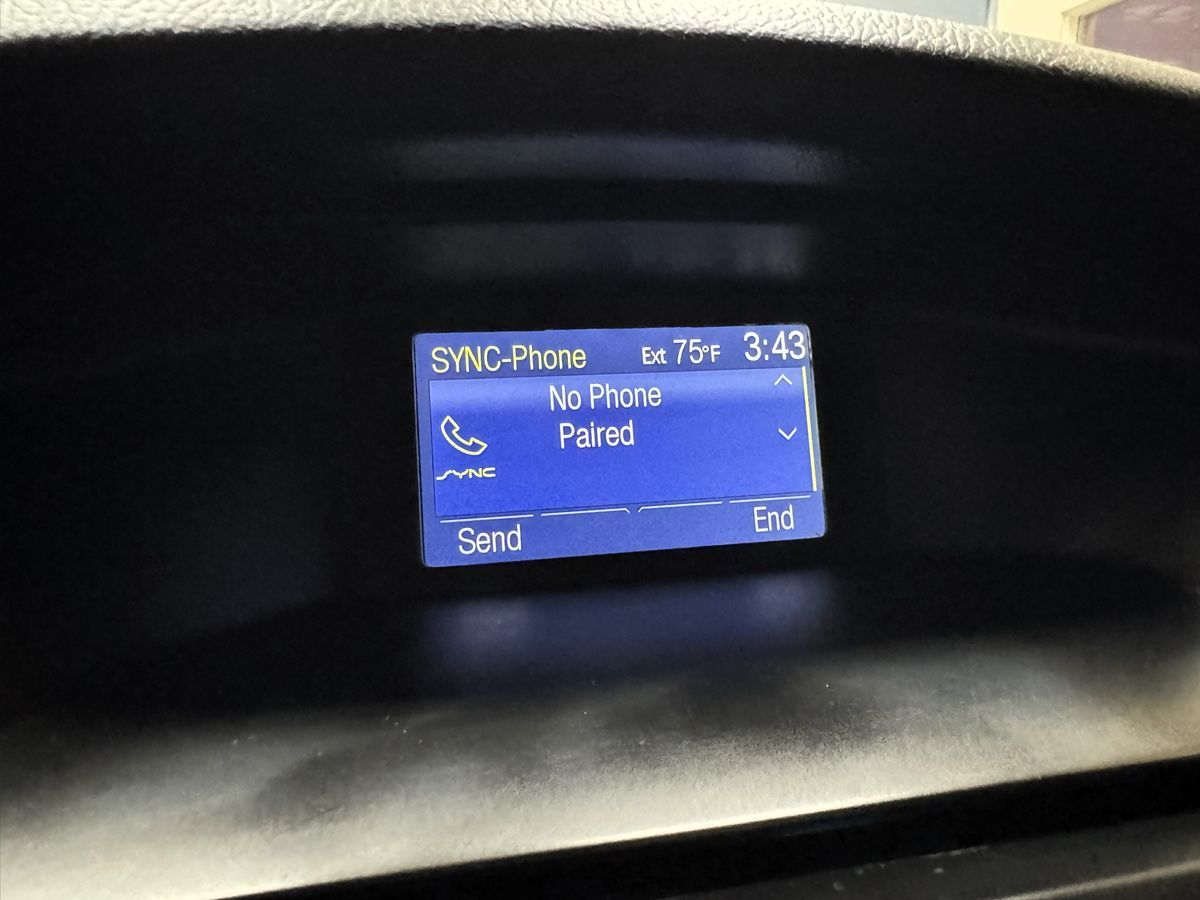 SYNC-Phone Ext 75°F 3:43
No Phone
Paired
SYNC
Send End